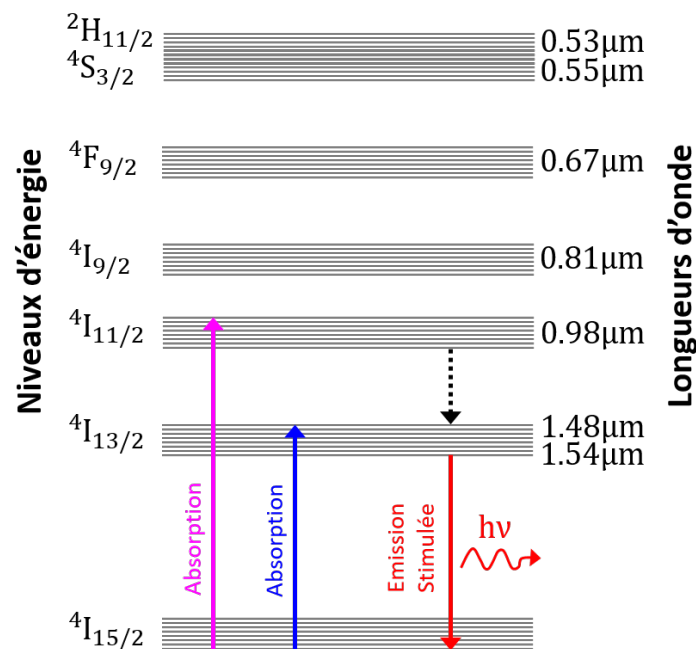 ²H₁₁/₂
0.53μm
⁴S₃/₂
0.55μm
⁴F₉/₂
0.67μm
⁴I₉/₂
0.81μm
⁴I₁₁/₂
0.98μm
⁴I₁₃/₂
1.48μm
1.54μm
⁴I₁₅/₂
Niveaux d'énergie
Longueurs d'onde
Absorption
Absorption
Emission
Stimulée
hν